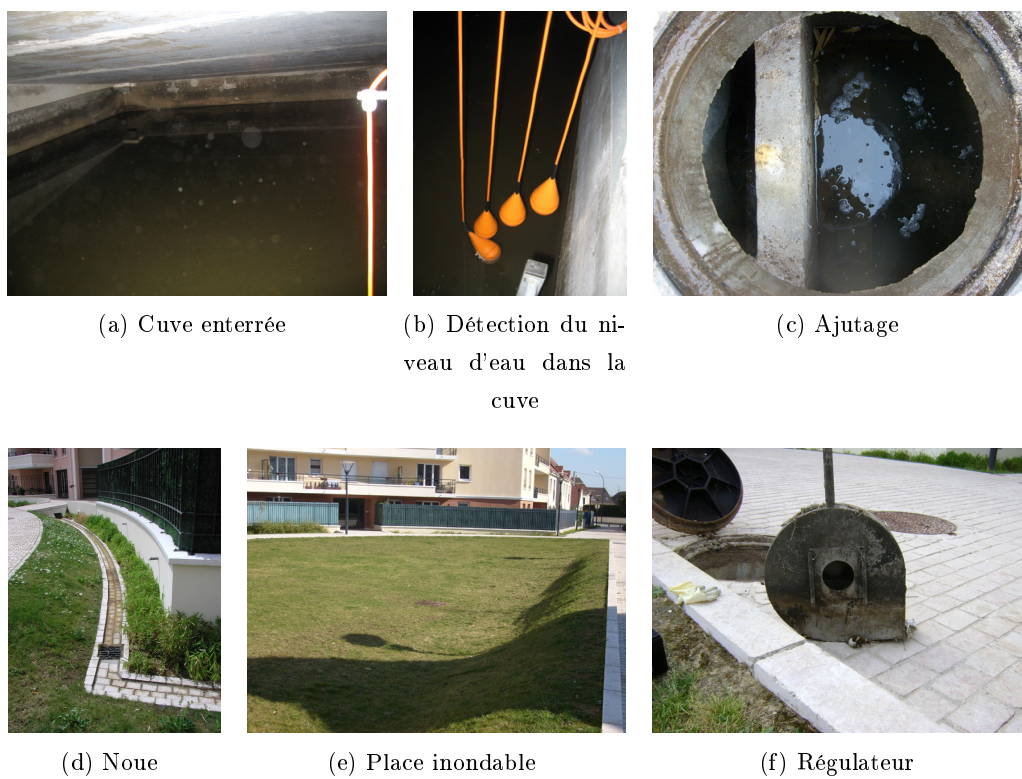 (a) Cuve enterrée
(b) Détection du ni-
veau d'eau dans la
cuve
(c) Ajutage
(d) Noue
(e) Place inondable
(f) Régulateur